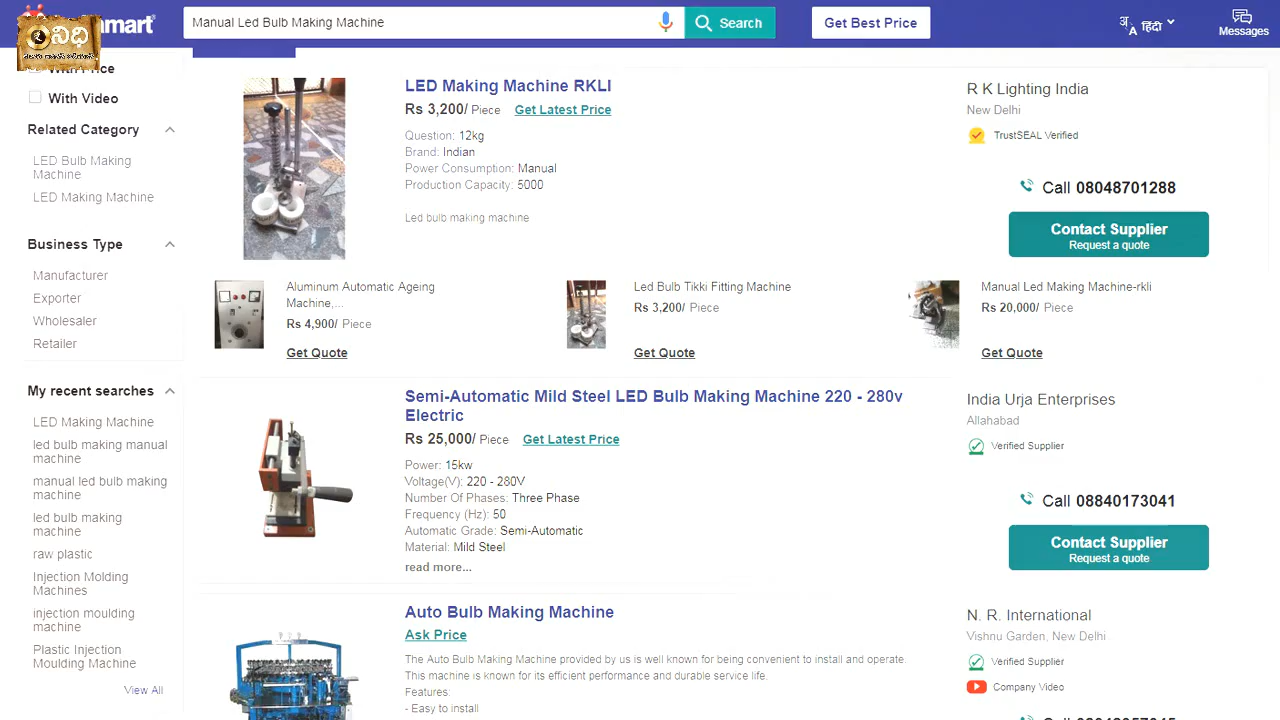 mart
నిధి
Manual Led Bulb Making Machine
Search
Get Best Price
अ A हिंदी
Messages
With Price
With Video
Related Category
LED Bulb Making
Machine
LED Making Machine
Business Type
Manufacturer
Exporter
Wholesaler
Retailer
My recent searches
LED Making Machine
led bulb making manual
machine
manual led bulb making
machine
led bulb making
machine
raw plastic
Injection Molding
Machines
injection moulding
machine
Plastic Injection
Moulding Machine
View All
LED Making Machine RKLI
Rs 3,200/ Piece Get Latest Price
Question: 12kg
Brand: Indian
Power Consumption: Manual
Production Capacity: 5000
Led bulb making machine
R K Lighting India
New Delhi
TrustSEAL Verified
Call 08048701288
Contact Supplier
Request a quote
Aluminum Automatic Ageing
Machine,...
Rs 4,900/ Piece
Get Quote
Led Bulb Tikki Fitting Machine
Rs 3,200/ Piece
Get Quote
Manual Led Making Machine-rkli
Rs 20,000/ Piece
Get Quote
Semi-Automatic Mild Steel LED Bulb Making Machine 220 - 280v
Electric
Rs 25,000/ Piece Get Latest Price
Power: 15kw
Voltage(V): 220 - 280V
Number Of Phases: Three Phase
Frequency (Hz): 50
Automatic Grade: Semi-Automatic
Material: Mild Steel
read more...
India Urja Enterprises
Allahabad
Verified Supplier
Call 08840173041
Contact Supplier
Request a quote
Auto Bulb Making Machine
Ask Price
The Auto Bulb Making Machine provided by us is well known for being convenient to install and operate.
This machine is known for its efficient performance and durable service life.
Features:
- Easy to install
N. R. International
Vishnu Garden, New Delhi
Verified Supplier
Company Video